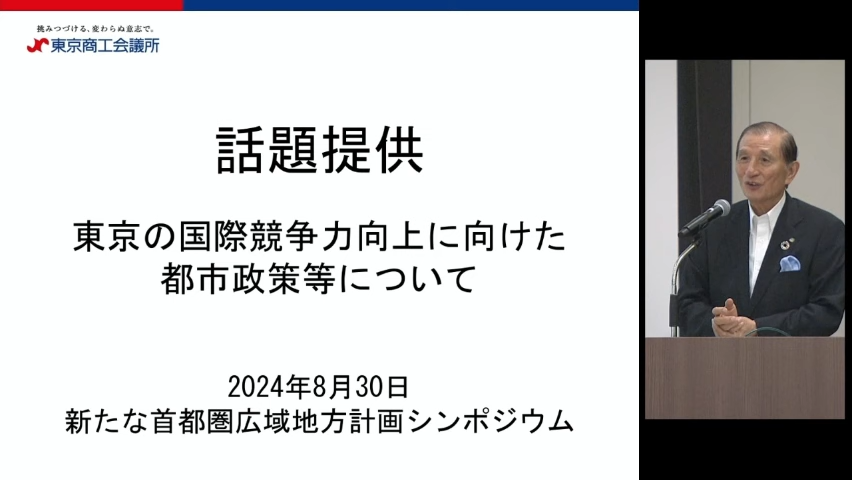 挑みつづける、変わらぬ意志で。
東京商工会議所
話題提供
東京の国際競争力向上に向けた
都市政策等について
2024年8月30日
新たな首都圏広域地方計画シンポジウム